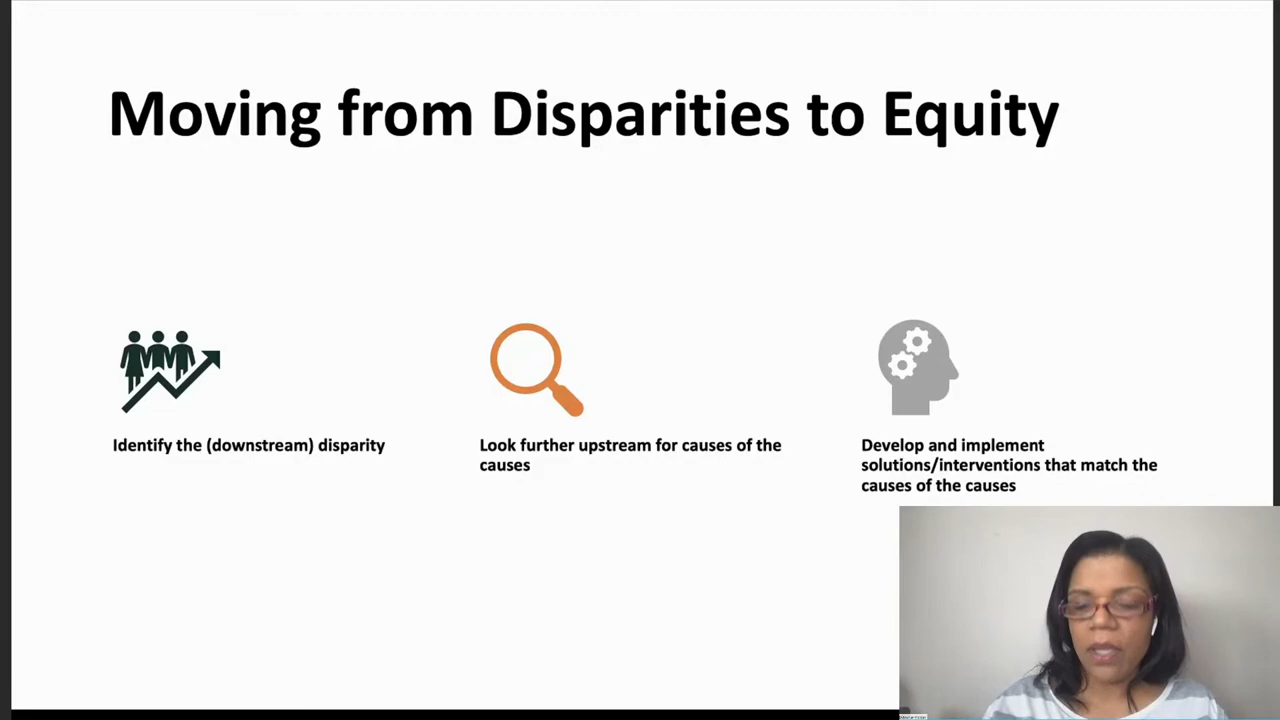 Moving from Disparities to Equity
Identify the (downstream) disparity
Look further upstream for causes of the
causes
Develop and implement
solutions/interventions that match the
causes of the causes